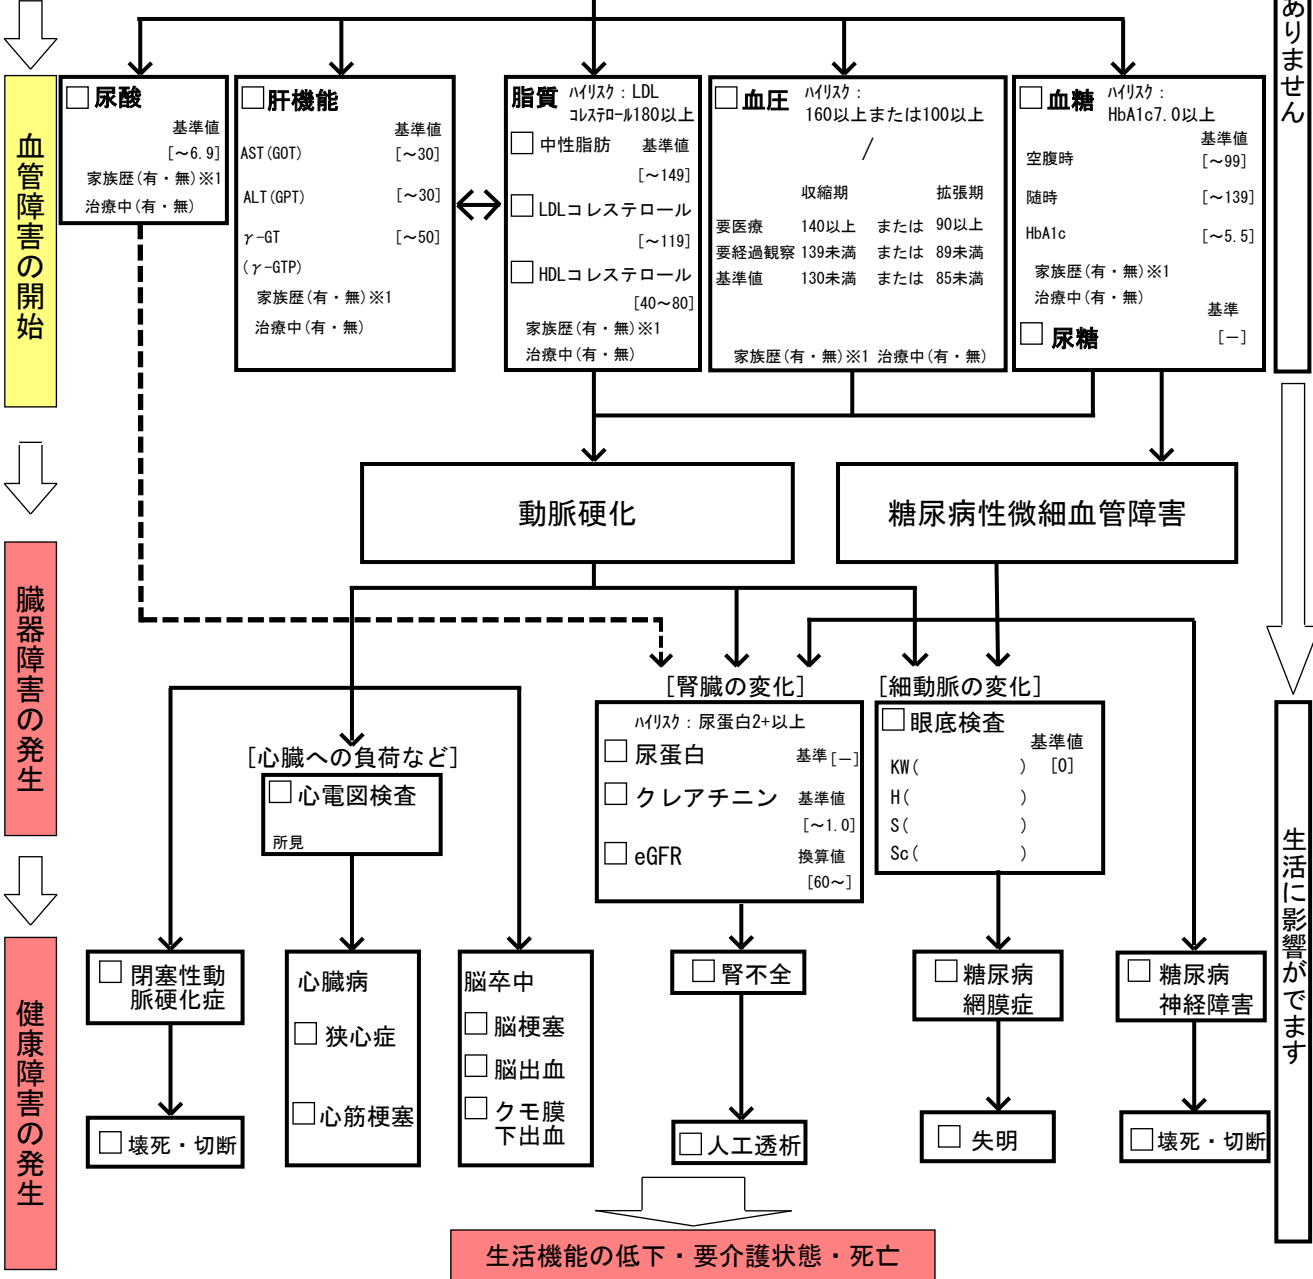 ありません
血管障害の開始
□ 尿酸
基準値
[～6.9]
家族歴(有・無)※1
治療中(有・無)
□ 肝機能
基準値
AST(GOT) [～30]
ALT(GPT) [～30]
γ-GT [～50]
(γ-GTP)
家族歴(有・無)※1
治療中(有・無)
脂質 ﾊｲﾘｽｸ：LDL
ｺﾚｽﾃﾛｰﾙ180以上
□ 中性脂肪 基準値
[～149]
□ LDLコレステロール
[～119]
□ HDLコレステロール
[40～80]
家族歴(有・無)※1
治療中(有・無)
□ 血圧 ﾊｲﾘｽｸ：
160以上または100以上
/
収縮期 拡張期
要医療 140以上 または 90以上
要経過観察 139未満 または 89未満
基準値 130未満 または 85未満
家族歴(有・無)※1 治療中(有・無)
□ 血糖 ﾊｲﾘｽｸ：
HbA1c7.0以上
基準値
空腹時 [～99]
随時 [～139]
HbA1c [～5.5]
家族歴(有・無)※1
治療中(有・無)
基準
□ 尿糖 [－]
動脈硬化
糖尿病性微細血管障害
臓器障害の発生
[心臓への負荷など]
□ 心電図検査
所見
[腎臓の変化]
ﾊｲﾘｽｸ：尿蛋白2+以上
□ 尿蛋白 基準[－]
□ クレアチニン 基準値
[～1.0]
□ eGFR 換算値
[60～]
[細動脈の変化]
□ 眼底検査
基準値
KW( ) [0]
H( )
S( )
Sc( )
生活に影響がでます
健康障害の発生
□ 閉塞性動
脈硬化症
□ 壊死・切断
心臓病
□ 狭心症
□ 心筋梗塞
脳卒中
□ 脳梗塞
□ 脳出血
□ クモ膜
下出血
□ 腎不全
□ 人工透析
□ 糖尿病
網膜症
□ 失明
□ 糖尿病
神経障害
□ 壊死・切断
生活機能の低下・要介護状態・死亡